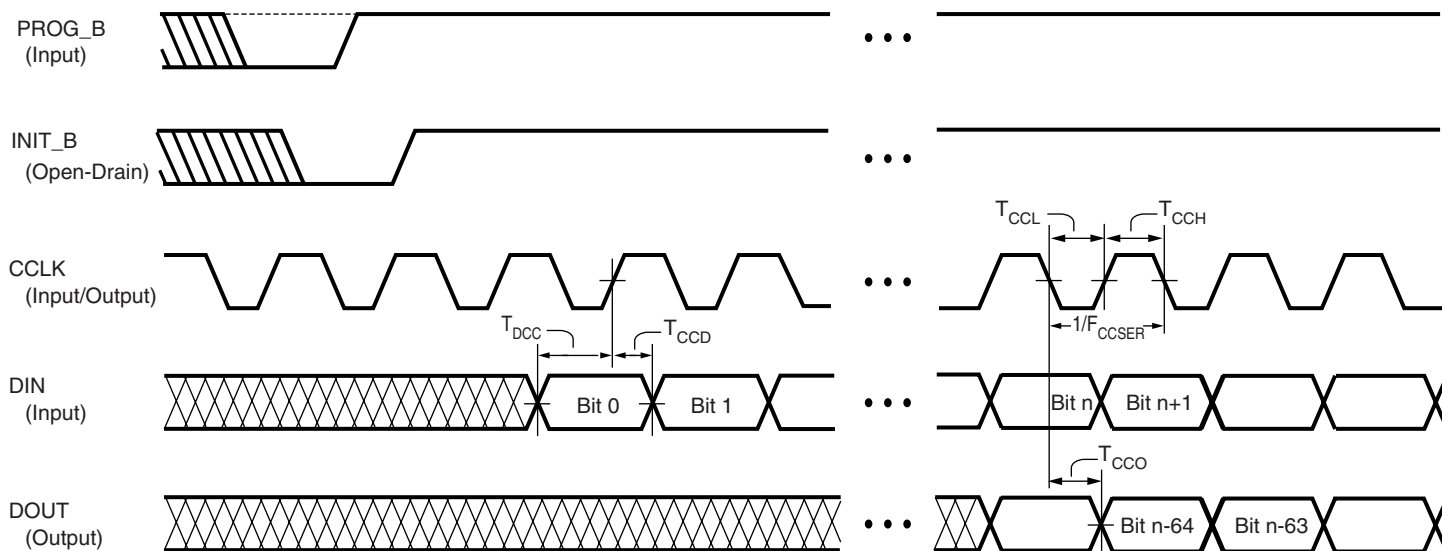 PROG_B
(Input)
INIT_B
(Open-Drain)
T_CCL
T_CCH
CCLK
(Input/Output)
T_DCC
T_CCD
1/F_CCSER
DIN
(Input)
Bit 0
Bit 1
Bit n
Bit n+1
T_CCO
DOUT
(Output)
Bit n-64
Bit n-63